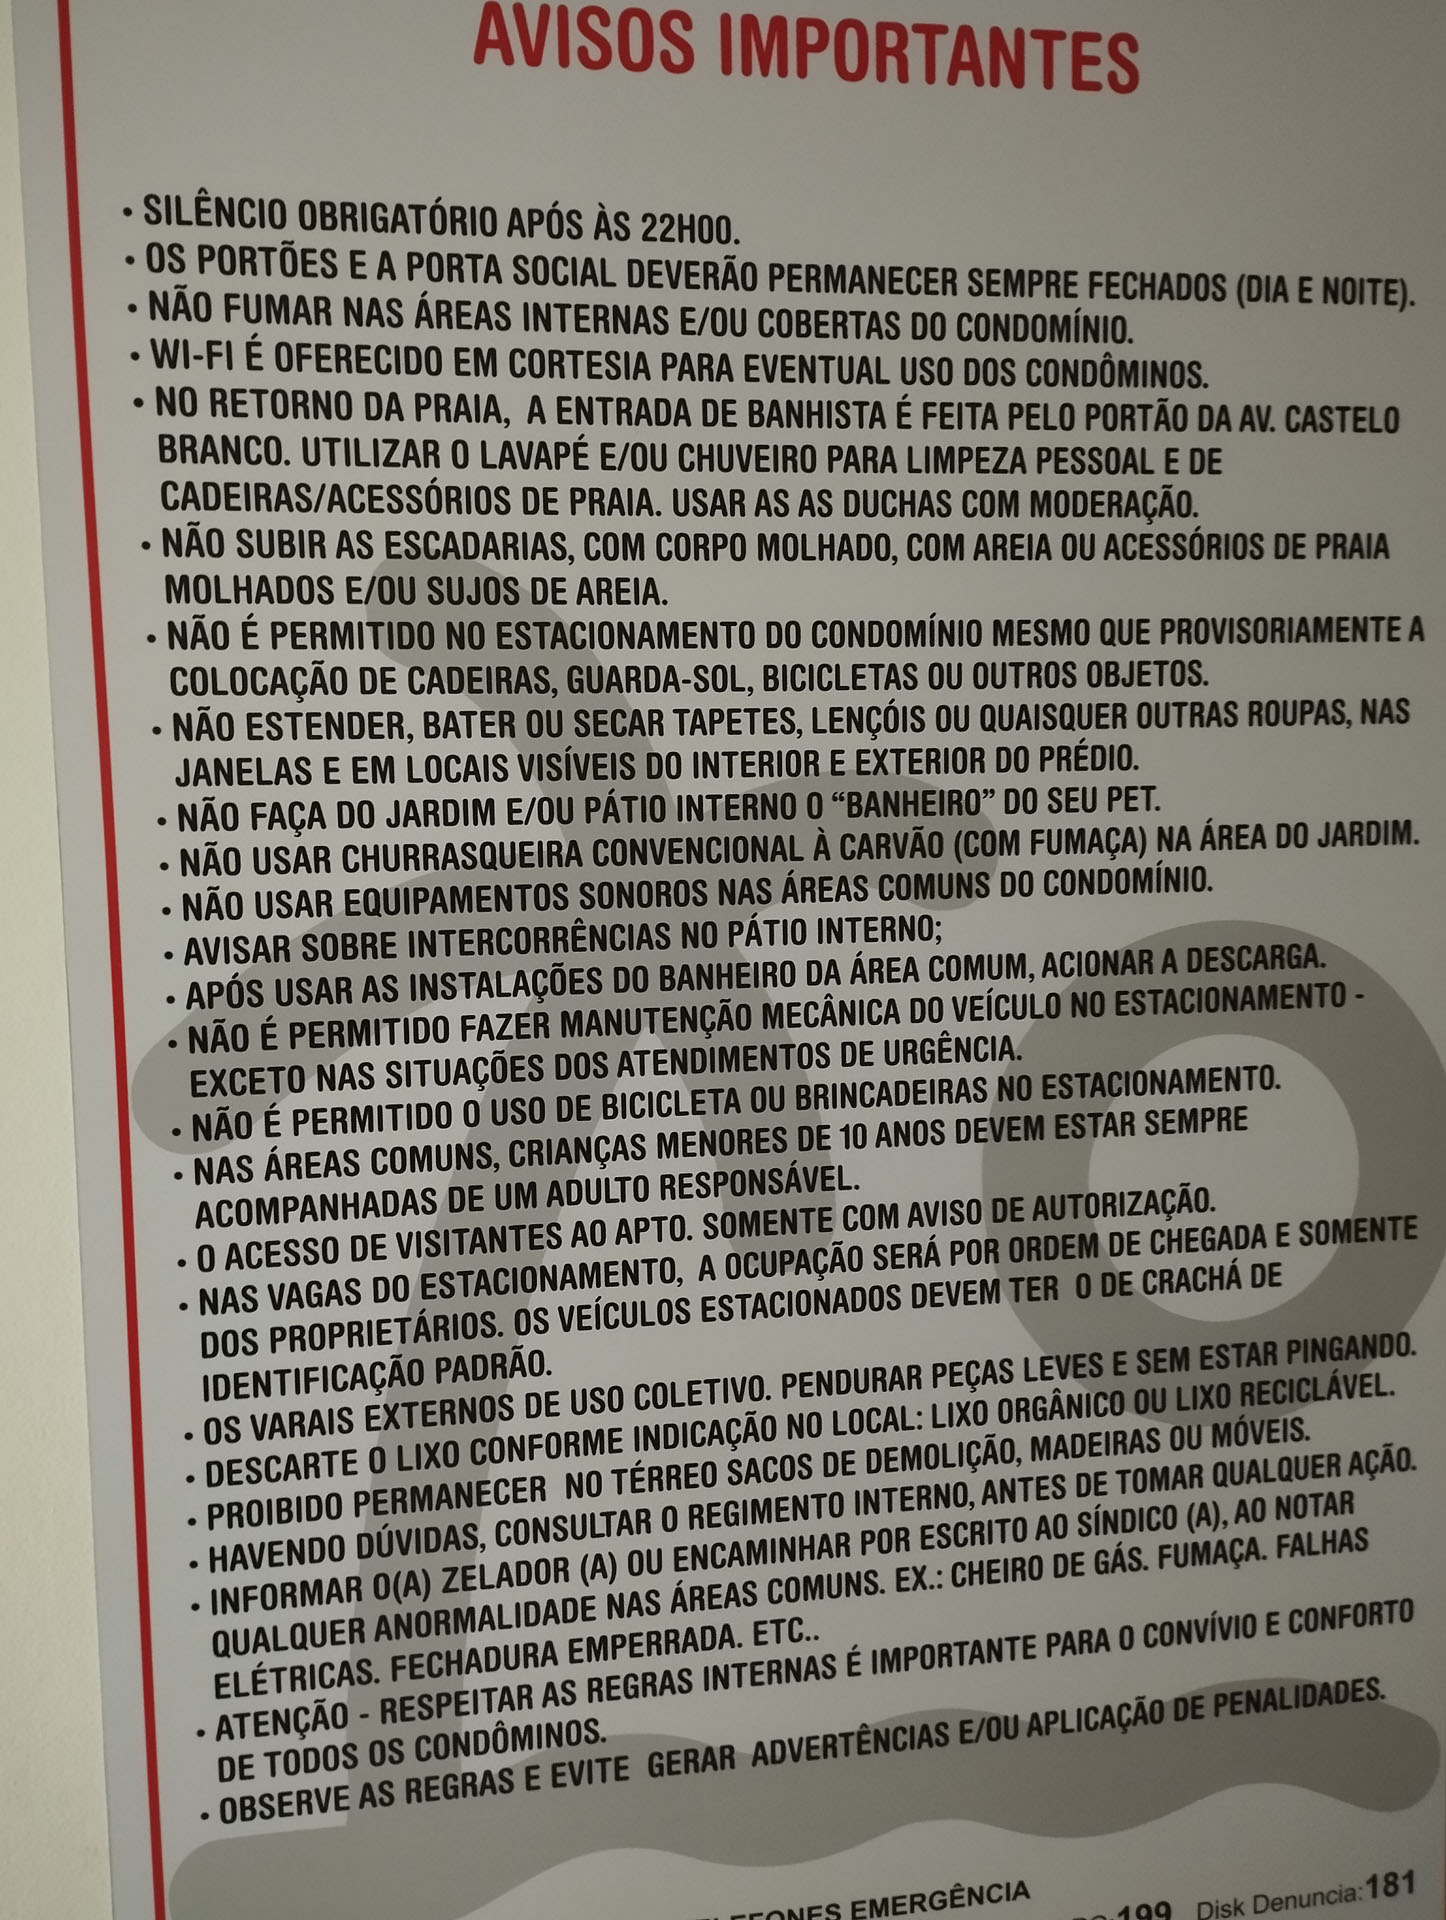 AVISOS IMPORTANTES
• SILÊNCIO OBRIGATÓRIO APÓS ÀS 22H00.
• OS PORTÕES E A PORTA SOCIAL DEVERÃO PERMANECER SEMPRE FECHADOS (DIA E NOITE).
• NÃO FUMAR NAS ÁREAS INTERNAS E/OU COBERTAS DO CONDOMÍNIO.
• WI-FI É OFERECIDO EM CORTESIA PARA EVENTUAL USO DOS CONDÔMINOS.
• NO RETORNO DA PRAIA, A ENTRADA DE BANHISTA É FEITA PELO PORTÃO DA AV. CASTELO
BRANCO. UTILIZAR O LAVAPÉ E/OU CHUVEIRO PARA LIMPEZA PESSOAL E DE
CADEIRAS/ACESSÓRIOS DE PRAIA. USAR AS AS DUCHAS COM MODERAÇÃO.
• NÃO SUBIR AS ESCADARIAS, COM CORPO MOLHADO, COM AREIA OU ACESSÓRIOS DE PRAIA
MOLHADOS E/OU SUJOS DE AREIA.
• NÃO É PERMITIDO NO ESTACIONAMENTO DO CONDOMÍNIO MESMO QUE PROVISORIAMENTE A
COLOCAÇÃO DE CADEIRAS, GUARDA-SOL, BICICLETAS OU OUTROS OBJETOS.
• NÃO ESTENDER, BATER OU SECAR TAPETES, LENÇÓIS OU QUAISQUER OUTRAS ROUPAS, NAS
JANELAS E EM LOCAIS VISÍVEIS DO INTERIOR E EXTERIOR DO PRÉDIO.
• NÃO FAÇA DO JARDIM E/OU PÁTIO INTERNO O “BANHEIRO” DO SEU PET.
• NÃO USAR CHURRASQUEIRA CONVENCIONAL À CARVÃO (COM FUMAÇA) NA ÁREA DO JARDIM.
• NÃO USAR EQUIPAMENTOS SONOROS NAS ÁREAS COMUNS DO CONDOMÍNIO.
• AVISAR SOBRE INTERCORRÊNCIAS NO PÁTIO INTERNO;
• APÓS USAR AS INSTALAÇÕES DO BANHEIRO DA ÁREA COMUM, ACIONAR A DESCARGA.
• NÃO É PERMITIDO FAZER MANUTENÇÃO MECÂNICA DO VEÍCULO NO ESTACIONAMENTO -
EXCETO NAS SITUAÇÕES DOS ATENDIMENTOS DE URGÊNCIA.
• NÃO É PERMITIDO O USO DE BICICLETA OU BRINCADEIRAS NO ESTACIONAMENTO.
• NAS ÁREAS COMUNS, CRIANÇAS MENORES DE 10 ANOS DEVEM ESTAR SEMPRE
ACOMPANHADAS DE UM ADULTO RESPONSÁVEL.
• O ACESSO DE VISITANTES AO APTO. SOMENTE COM AVISO DE AUTORIZAÇÃO.
• NAS VAGAS DO ESTACIONAMENTO, A OCUPAÇÃO SERÁ POR ORDEM DE CHEGADA E SOMENTE
DOS PROPRIETÁRIOS. OS VEÍCULOS ESTACIONADOS DEVEM TER O DE CRACHÁ DE
IDENTIFICAÇÃO PADRÃO.
• OS VARAIS EXTERNOS DE USO COLETIVO. PENDURAR PEÇAS LEVES E SEM ESTAR PINGANDO.
• DESCARTE O LIXO CONFORME INDICAÇÃO NO LOCAL: LIXO ORGÂNICO OU LIXO RECICLÁVEL.
• PROIBIDO PERMANECER NO TÉRREO SACOS DE DEMOLIÇÃO, MADEIRAS OU MÓVEIS.
• HAVENDO DÚVIDAS, CONSULTAR O REGIMENTO INTERNO, ANTES DE TOMAR QUALQUER AÇÃO.
• INFORMAR O(A) ZELADOR (A) OU ENCAMINHAR POR ESCRITO AO SÍNDICO (A), AO NOTAR
QUALQUER ANORMALIDADE NAS ÁREAS COMUNS. EX.: CHEIRO DE GÁS. FUMAÇA. FALHAS
ELÉTRICAS. FECHADURA EMPERRADA. ETC..
• ATENÇÃO - RESPEITAR AS REGRAS INTERNAS É IMPORTANTE PARA O CONVÍVIO E CONFORTO
DE TODOS OS CONDÔMINOS.
• OBSERVE AS REGRAS E EVITE GERAR ADVERTÊNCIAS E/OU APLICAÇÃO DE PENALIDADES.
EMERGÊNCIA
199 Disk Denuncia:181